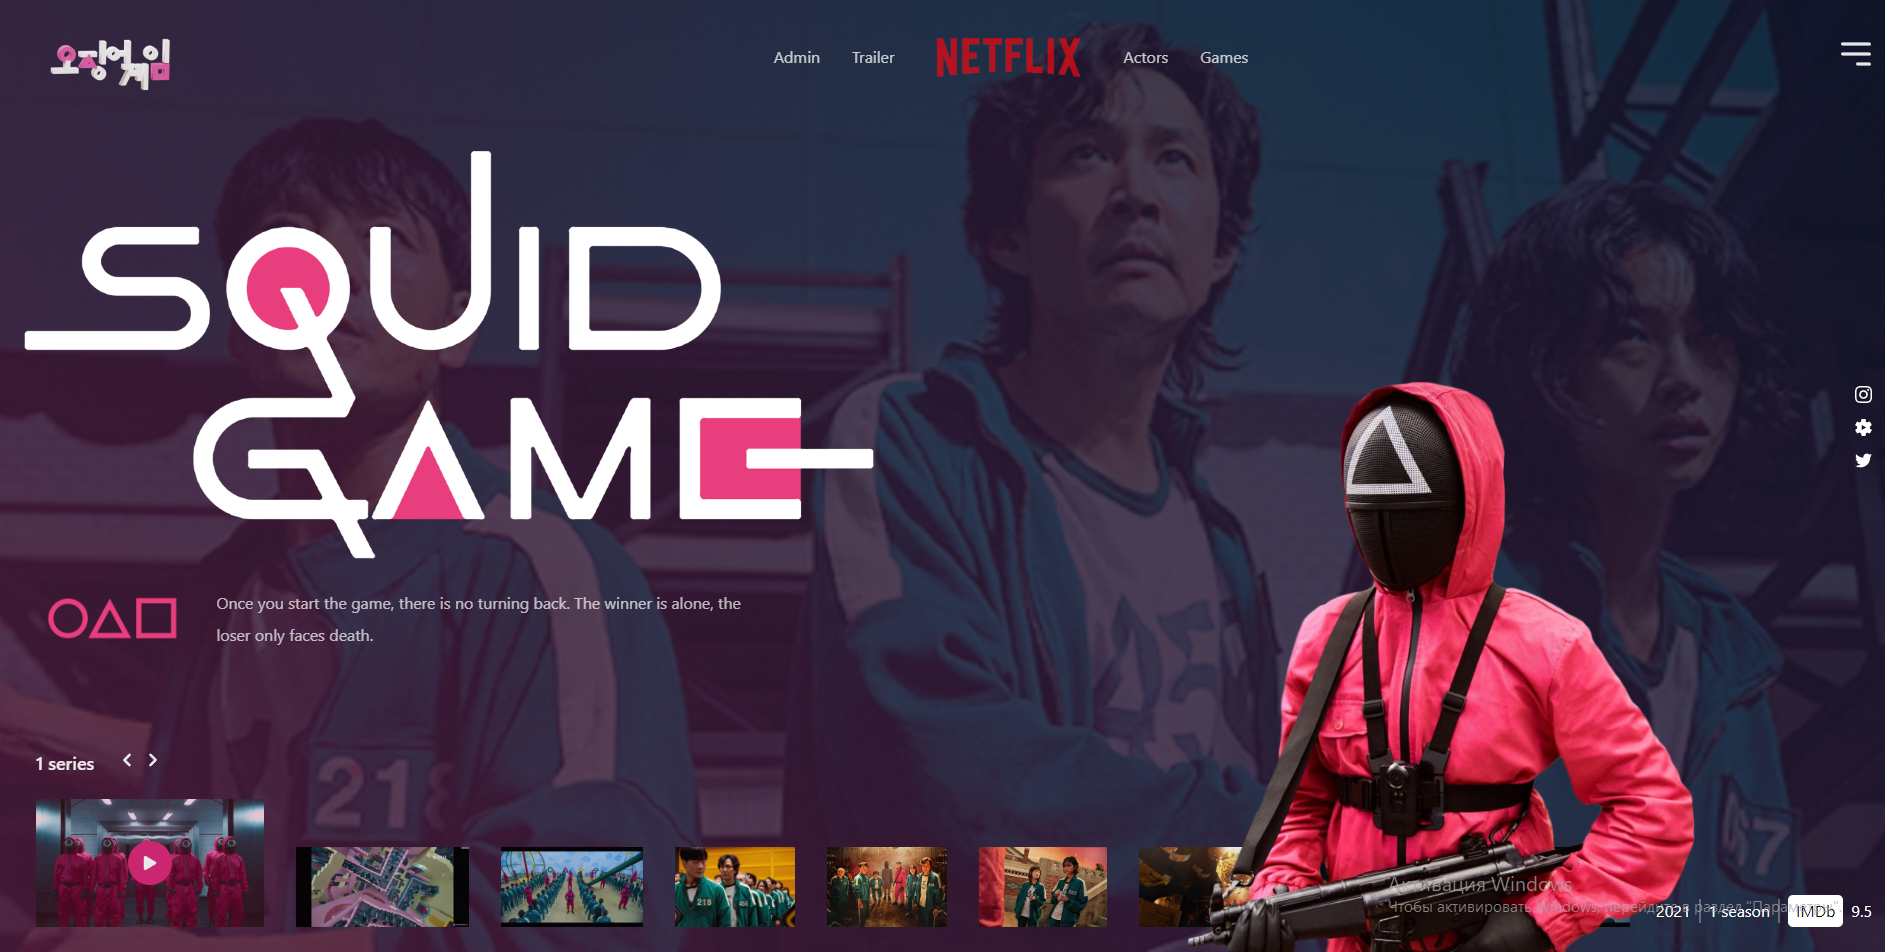 오징어게임
Admin
Trailer
NETFLIX
Actors
Games
SQUID
GAME
Once you start the game, there is no turning back. The winner is alone, the
loser only faces death.
1 series
218
67
Активация Windows
Чтобы активировать Windows, перейдите в раздел "Параметры".
2021
1 season
IMDb
9.5